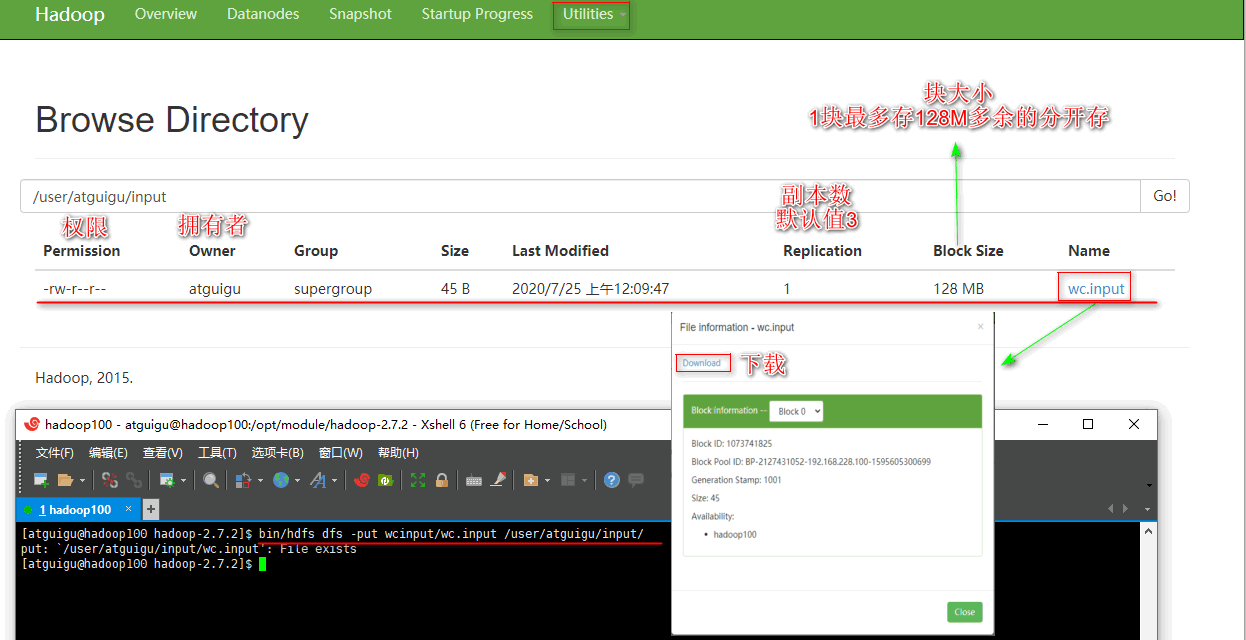 Hadoop Overview Datanodes Snapshot Startup Progress Utilities
块大小
1块最多存128M多余的分开存
Browse Directory
/user/atguigu/input Go!
副本数
默认值3
权限 拥有者
Permission Owner Group Size Last Modified Replication Block Size Name
-rw-r--r-- atguigu supergroup 45 B 2020/7/25 上午12:09:47 1 128 MB wc.input
Hadoop, 2015.
File information - wc.input ×
Download 下载
Block information -- Block 0
Block ID: 1073741825
Block Pool ID: BP-2127431052-192.168.228.100-1595605300699
Generation Stamp: 1001
Size: 45
Availability:
• hadoop100
Close
hadoop100 - atguigu@hadoop100:/opt/module/hadoop-2.7.2 - Xshell 6 (Free for Home/School)
文件(F) 编辑(E) 查看(V) 工具(T) 选项卡(B) 窗口(W) 帮助(H)
1 hadoop100 × +
[atguigu@hadoop100 hadoop-2.7.2]$ bin/hdfs dfs -put wcinput/wc.input /user/atguigu/input/
put: `/user/atguigu/input/wc.input': File exists
[atguigu@hadoop100 hadoop-2.7.2]$